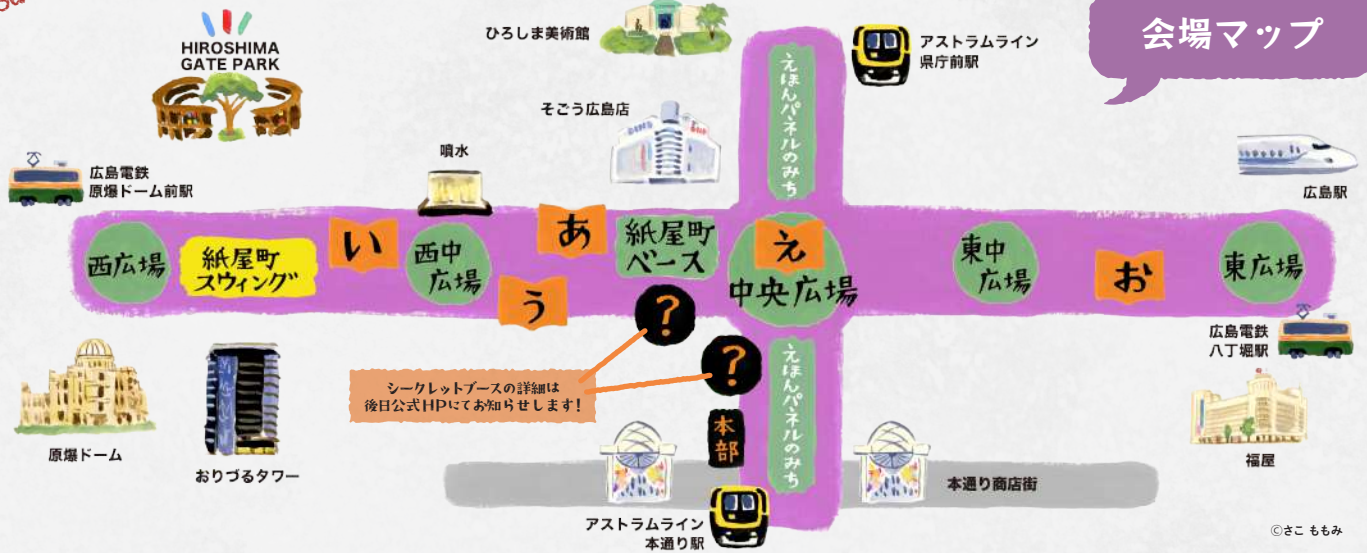 会場マップ
HIROSHIMA
GATE PARK
ひろしま美術館
アストラムライン
県庁前駅
そごう広島店
えほんパネルのみち
噴水
広島電鉄
原爆ドーム前駅
広島駅
西広場
紙屋町
スウィング
い
西中
広場
う
あ
紙屋町
ベース
え
中央広場
東中
広場
お
東広場
?
?
シークレットブースの詳細は
後日公式HPにてお知らせします!
広島電鉄
八丁堀駅
えほんパネルのみち
本部
原爆ドーム
おりづるタワー
福屋
本通り商店街
アストラムライン
本通り駅
©さこ ももみ